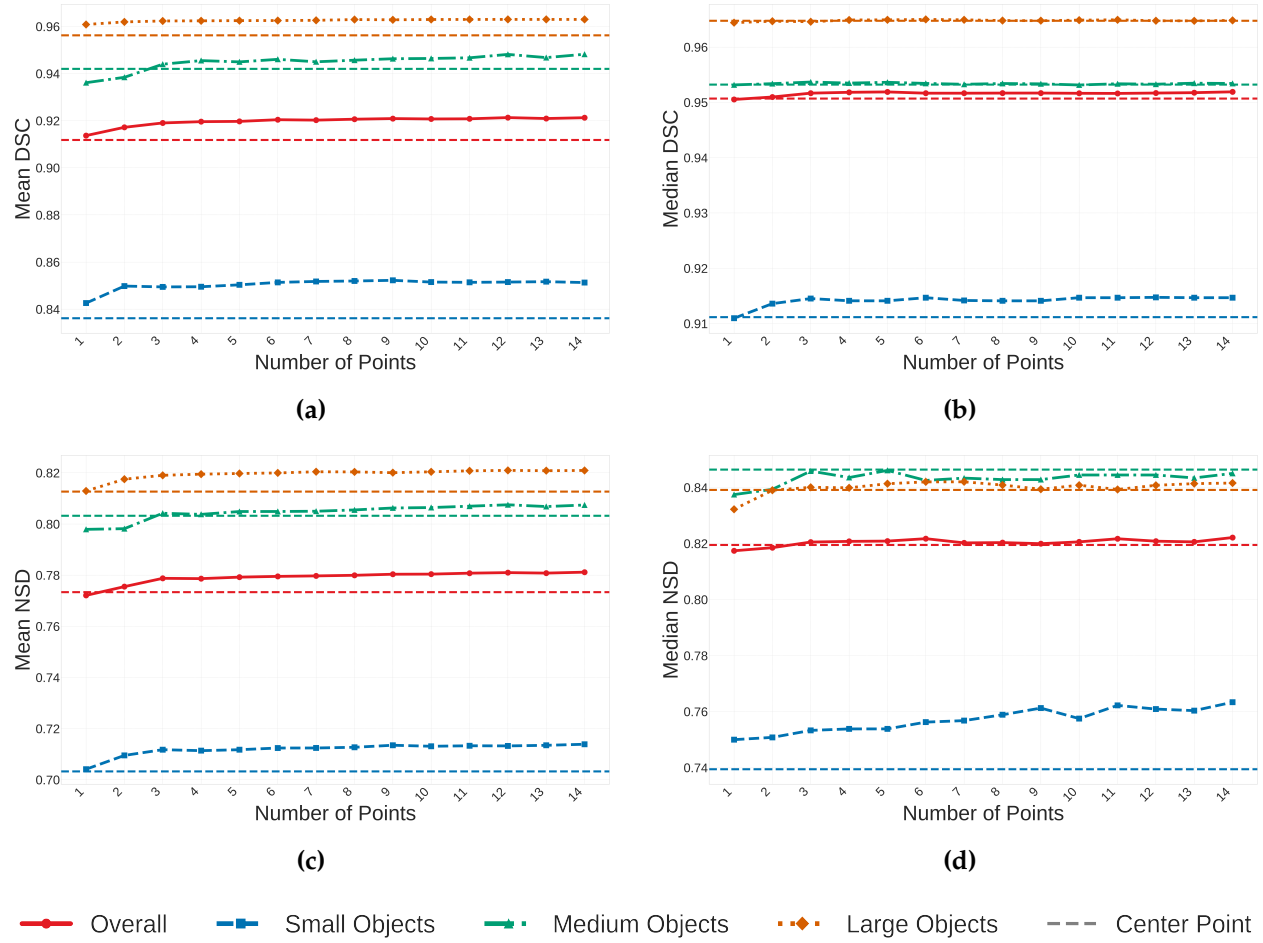 0.96
0.94
0.92
0.90
0.88
0.86
0.84
Mean DSC
1 2 3 4 5 6 7 8 9 10 11 12 13 14
Number of Points
(a)
0.96
0.95
0.94
0.93
0.92
0.91
Median DSC
1 2 3 4 5 6 7 8 9 10 11 12 13 14
Number of Points
(b)
0.82
0.80
0.78
0.76
0.74
0.72
0.70
Mean NSD
1 2 3 4 5 6 7 8 9 10 11 12 13 14
Number of Points
(c)
0.84
0.82
0.80
0.78
0.76
0.74
Median NSD
1 2 3 4 5 6 7 8 9 10 11 12 13 14
Number of Points
(d)
Overall Small Objects Medium Objects Large Objects Center Point